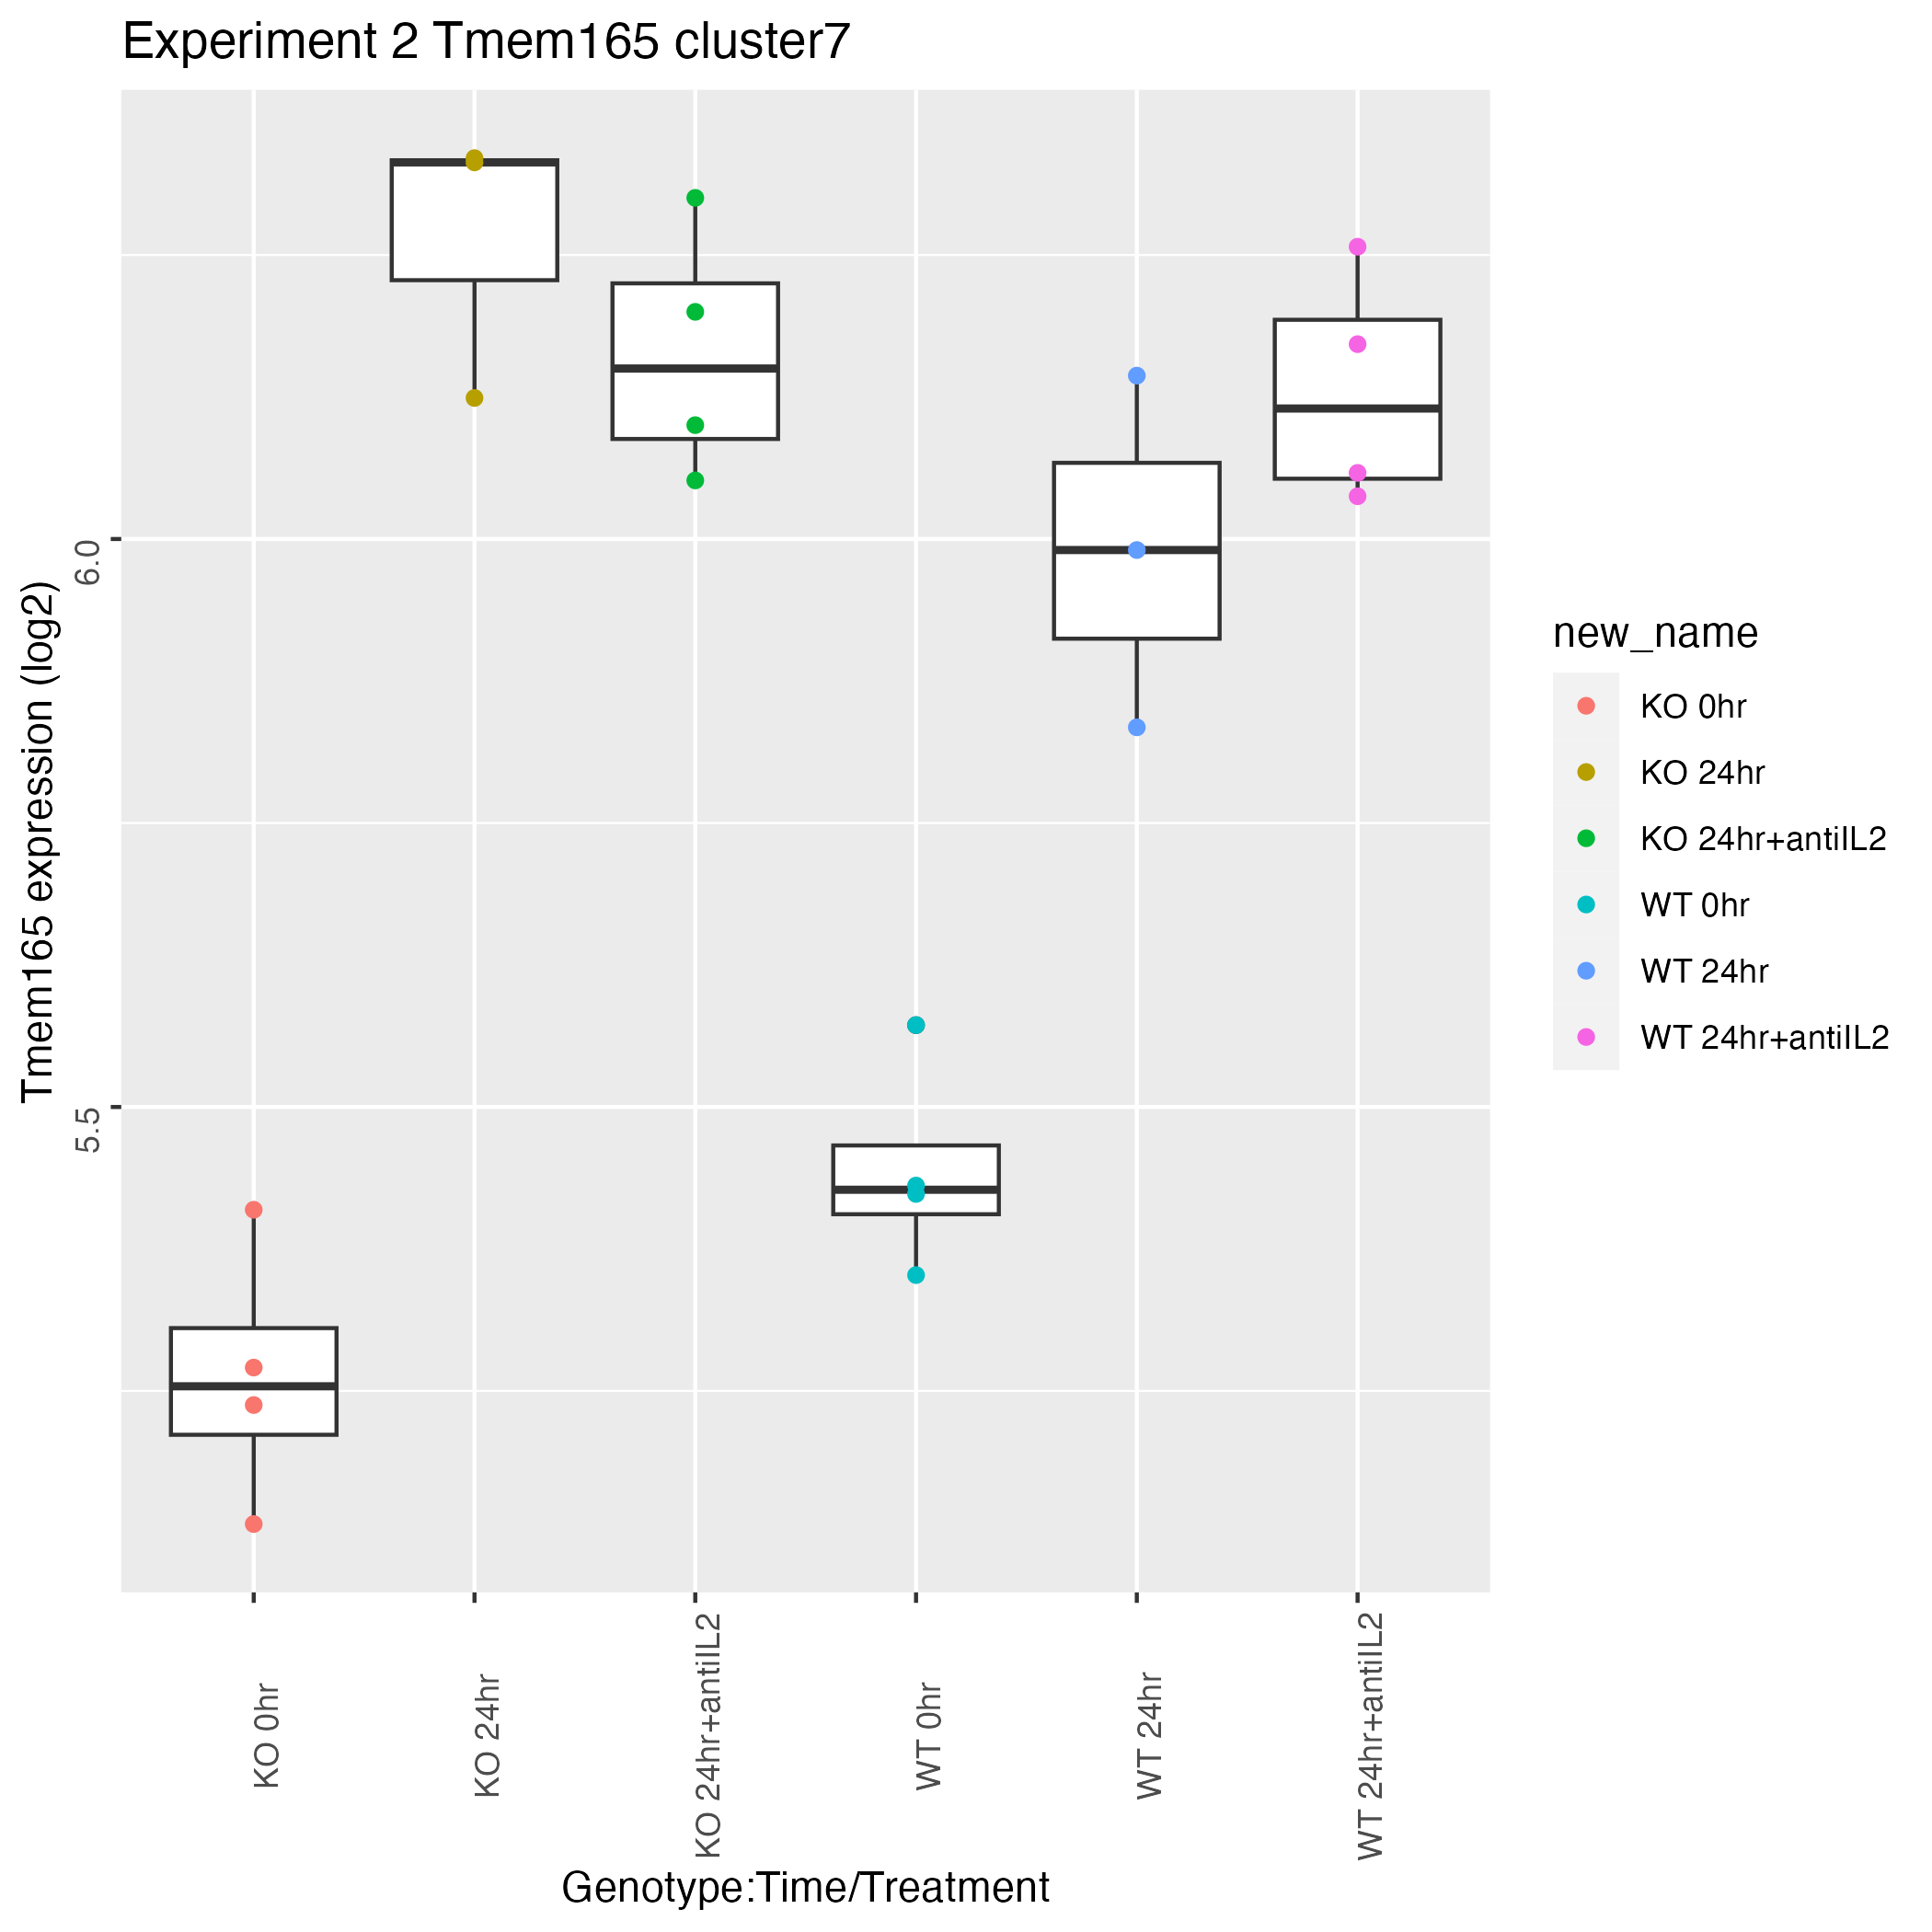 Experiment 2 Tmem165 cluster7
Tmem165 expression (log2)
6.0
5.5
KO 0hr
KO 24hr
KO 24hr+antiIL2
WT 0hr
WT 24hr
WT 24hr+antiIL2
Genotype:Time/Treatment
new_name
KO 0hr
KO 24hr
KO 24hr+antiIL2
WT 0hr
WT 24hr
WT 24hr+antiIL2